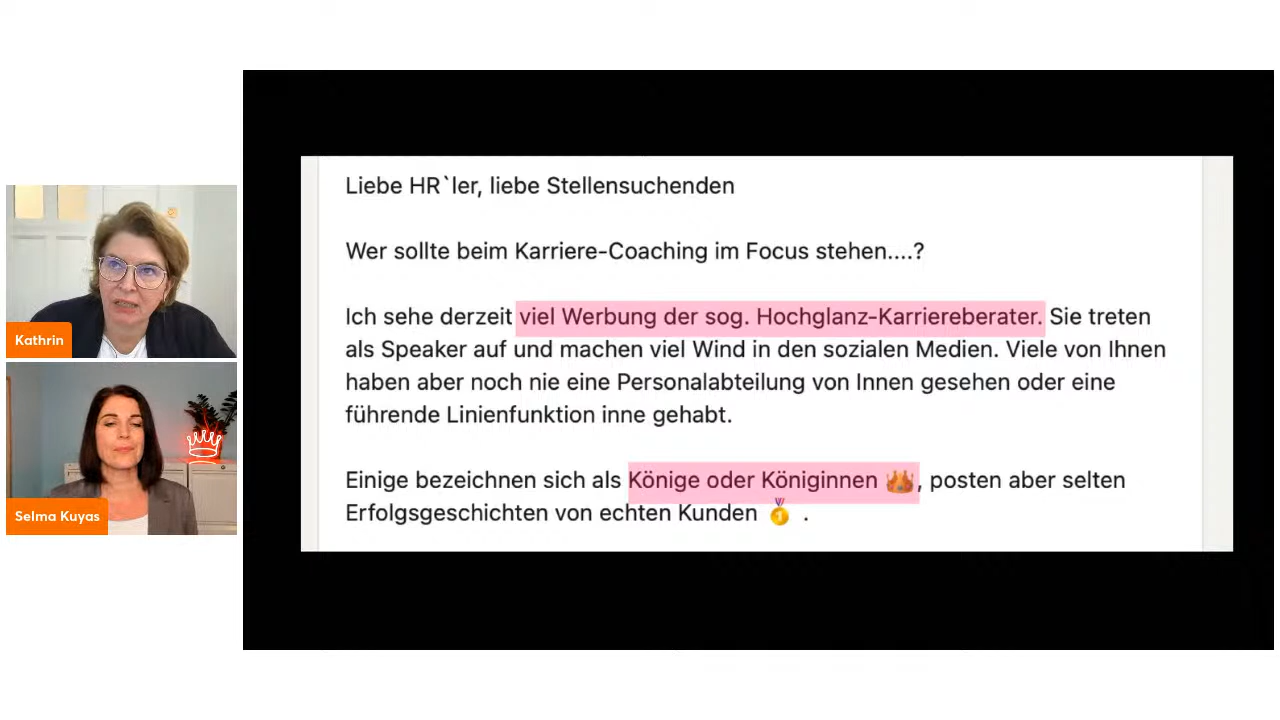 Kathrin
Selma Kuyas
Liebe HR`ler, liebe Stellensuchenden
Wer sollte beim Karriere-Coaching im Focus stehen....?
Ich sehe derzeit viel Werbung der sog. Hochglanz-Karriereberater. Sie treten
als Speaker auf und machen viel Wind in den sozialen Medien. Viele von Ihnen
haben aber noch nie eine Personalabteilung von Innen gesehen oder eine
führende Linienfunktion inne gehabt.
Einige bezeichnen sich als Könige oder Königinnen 👑, posten aber selten
Erfolgsgeschichten von echten Kunden 🏅 .